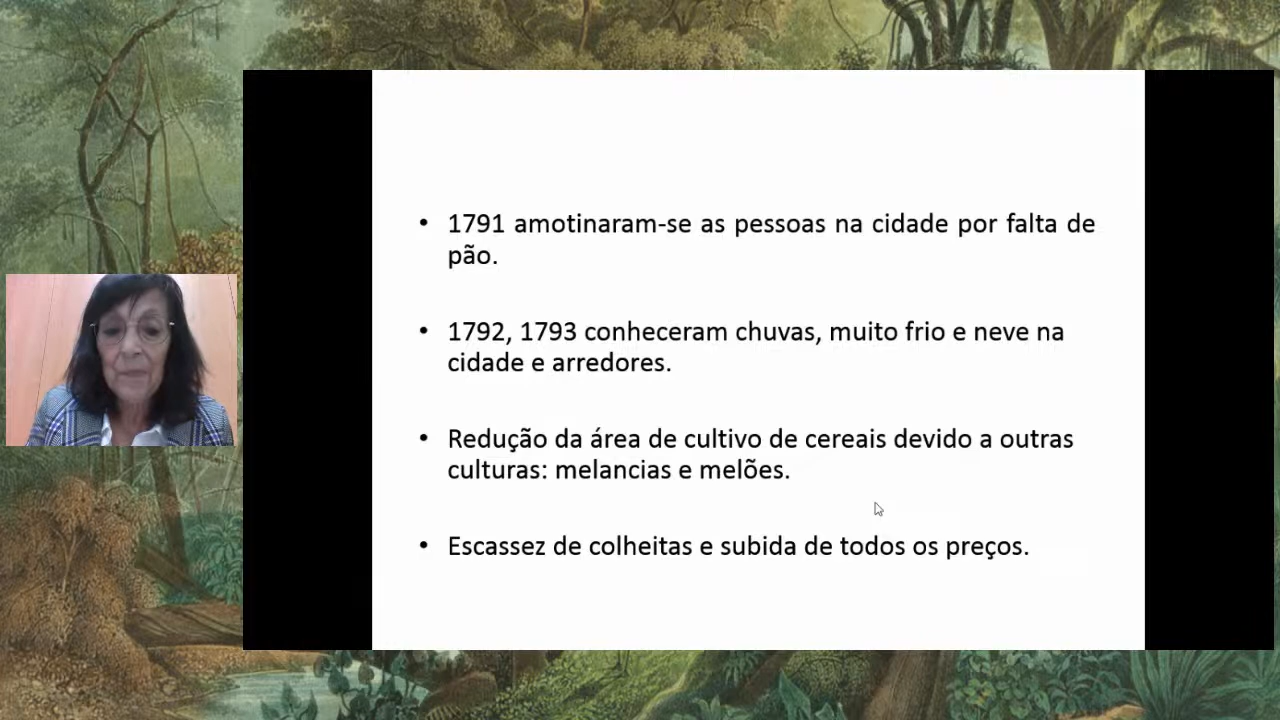 • 1791 amotinaram-se as pessoas na cidade por falta de
pão.
• 1792, 1793 conheceram chuvas, muito frio e neve na
cidade e arredores.
• Redução da área de cultivo de cereais devido a outras
culturas: melancias e melões.
• Escassez de colheitas e subida de todos os preços.